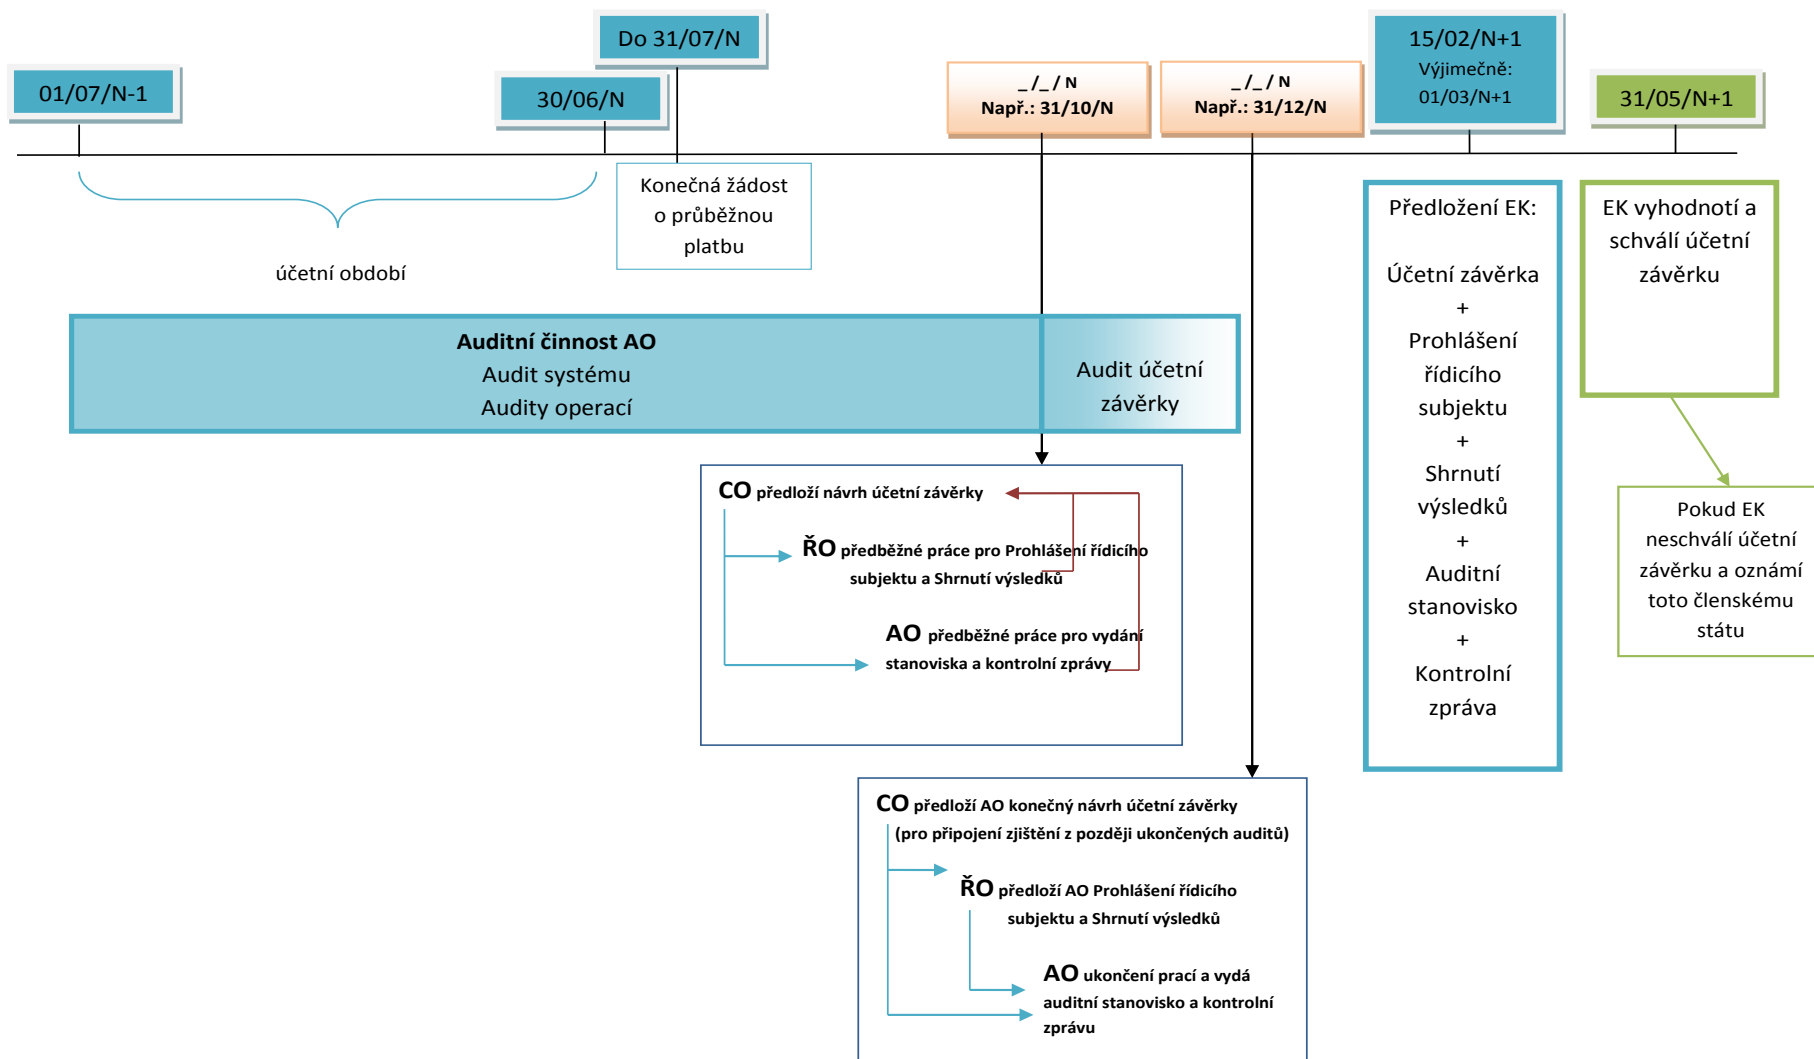 01/07/N-1
30/06/N
Do 31/07/N
_/_/ N
Např.: 31/10/N
_/_/ N
Např.: 31/12/N
15/02/N+1
Výjimečně:
01/03/N+1
31/05/N+1
účetní období
Konečná žádost
o průběžnou
platbu
Auditní činnost AO
Audit systému
Audity operací
Audit účetní
závěrky
CO předloží návrh účetní závěrky
ŘO předběžné práce pro Prohlášení řídicího
subjektu a Shrnutí výsledků
AO předběžné práce pro vydání
stanoviska a kontrolní zprávy
CO předloží AO konečný návrh účetní závěrky
(pro připojení zjištění z později ukončených auditů)
ŘO předloží AO Prohlášení řídicího
subjektu a Shrnutí výsledků
AO ukončení prací a vydá
auditní stanovisko a kontrolní
zprávu
Předložení EK:
Účetní závěrka
+
Prohlášení
řídicího
subjektu
+
Shrnutí
výsledků
+
Auditní
stanovisko
+
Kontrolní
zpráva
EK vyhodnotí a
schválí účetní
závěrku
Pokud EK
neschválí účetní
závěrku a oznámí
toto členskému
státu